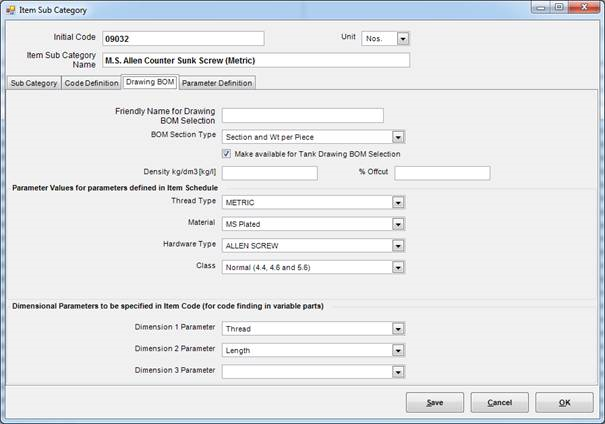 Item Sub Category
Initial Code 09032 Unit Nos.
Item Sub Category
Name M.S. Allen Counter Sunk Screw (Metric)
Sub Category Code Definition Drawing BOM Parameter Definition
Friendly Name for Drawing
BOM Selection
BOM Section Type Section and Wt per Piece
Make available for Tank Drawing BOM Selection
Density kg/dm3 [kg/l] % Offcut
Parameter Values for parameters defined in Item Schedule
Thread Type METRIC
Material MS Plated
Hardware Type ALLEN SCREW
Class Normal (4.4, 4.6 and 5.6)
Dimensional Parameters to be specified in Item Code (for code finding in variable parts)
Dimension 1 Parameter Thread
Dimension 2 Parameter Length
Dimension 3 Parameter
Save Cancel OK